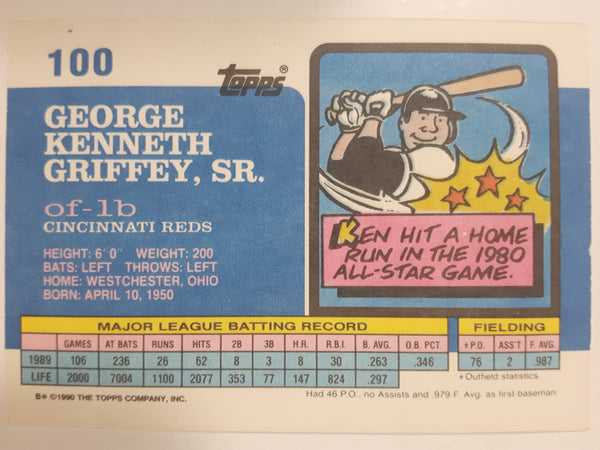 100
Topps®
GEORGE
KENNETH
GRIFFEY, SR.
of-1b
CINCINNATI REDS
HEIGHT: 6' 0" WEIGHT: 200
BATS: LEFT THROWS: LEFT
HOME: WESTCHESTER, OHIO
BORN: APRIL 10, 1950
KEN HIT A HOME
RUN IN THE 1980
ALL-STAR GAME.
MAJOR LEAGUE BATTING RECORD
GAMES AT BATS RUNS HITS 2B 3B H.R. R.B.I. B. AVG. O.B. PCT.
1989 106 236 26 62 8 3 8 30 .263 .346
LIFE 2000 7004 1100 2077 353 77 147 824 .297
FIELDING
*P.O. ASS'T F. AVG.
76 2 .987
*Outfield statistics.
B* ©1990 THE TOPPS COMPANY, INC.
Had 46 P.O., no Assists and .979 F. Avg. as first baseman.